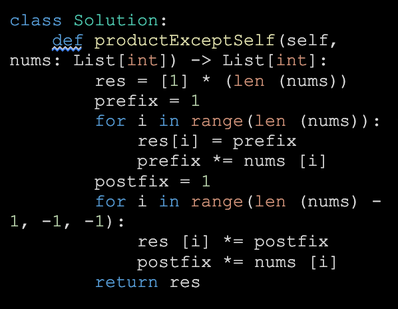 class Solution:
    def productExceptSelf(self,
nums: List[int]) -> List[int]:
        res = [1] * (len (nums))
        prefix = 1
        for i in range(len (nums)):
            res[i] = prefix
            prefix *= nums [i]
        postfix = 1
        for i in range(len (nums) -
1, -1, -1):
            res [i] *= postfix
            postfix *= nums [i]
        return res